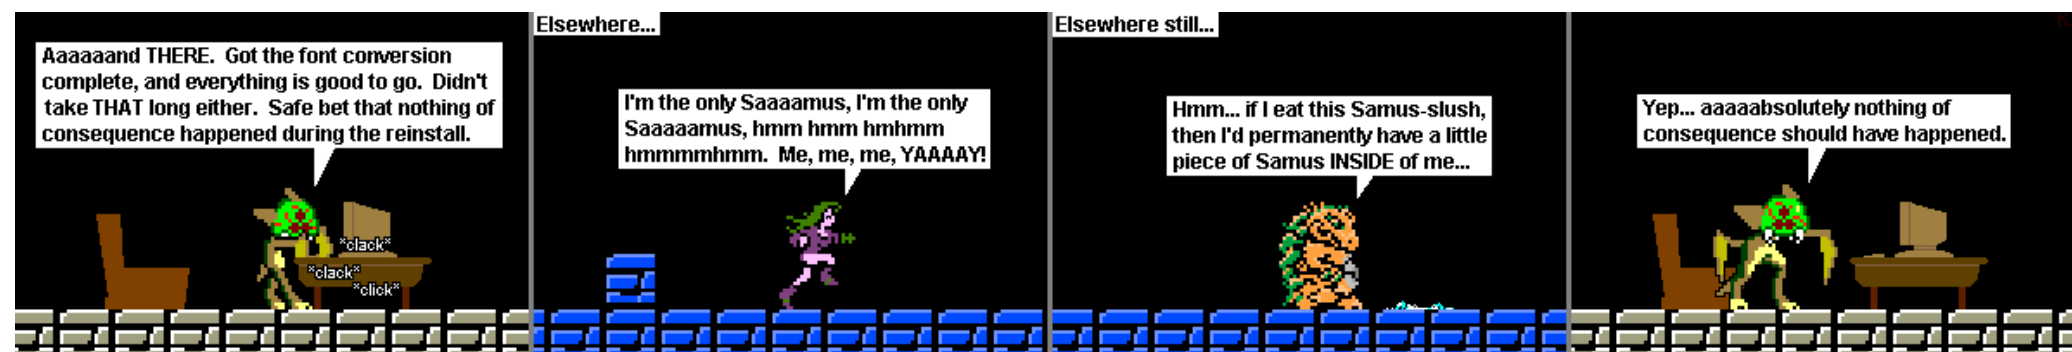 Aaaaaand THERE.  Got the font conversion
complete, and everything is good to go.  Didn't
take THAT long either.  Safe bet that nothing of
consequence happened during the reinstall.
*clack*
*clack*
*click*
Elsewhere...
I'm the only Saaaamus, I'm the only
Saaaaamus, hmm hmm hmhmm
hmmmmhmm.  Me, me, me, YAAAAY!
Elsewhere still...
Hmm... if I eat this Samus-slush,
then I'd permanently have a little
piece of Samus INSIDE of me...
Yep... aaaaabsolutely nothing of
consequence should have happened.